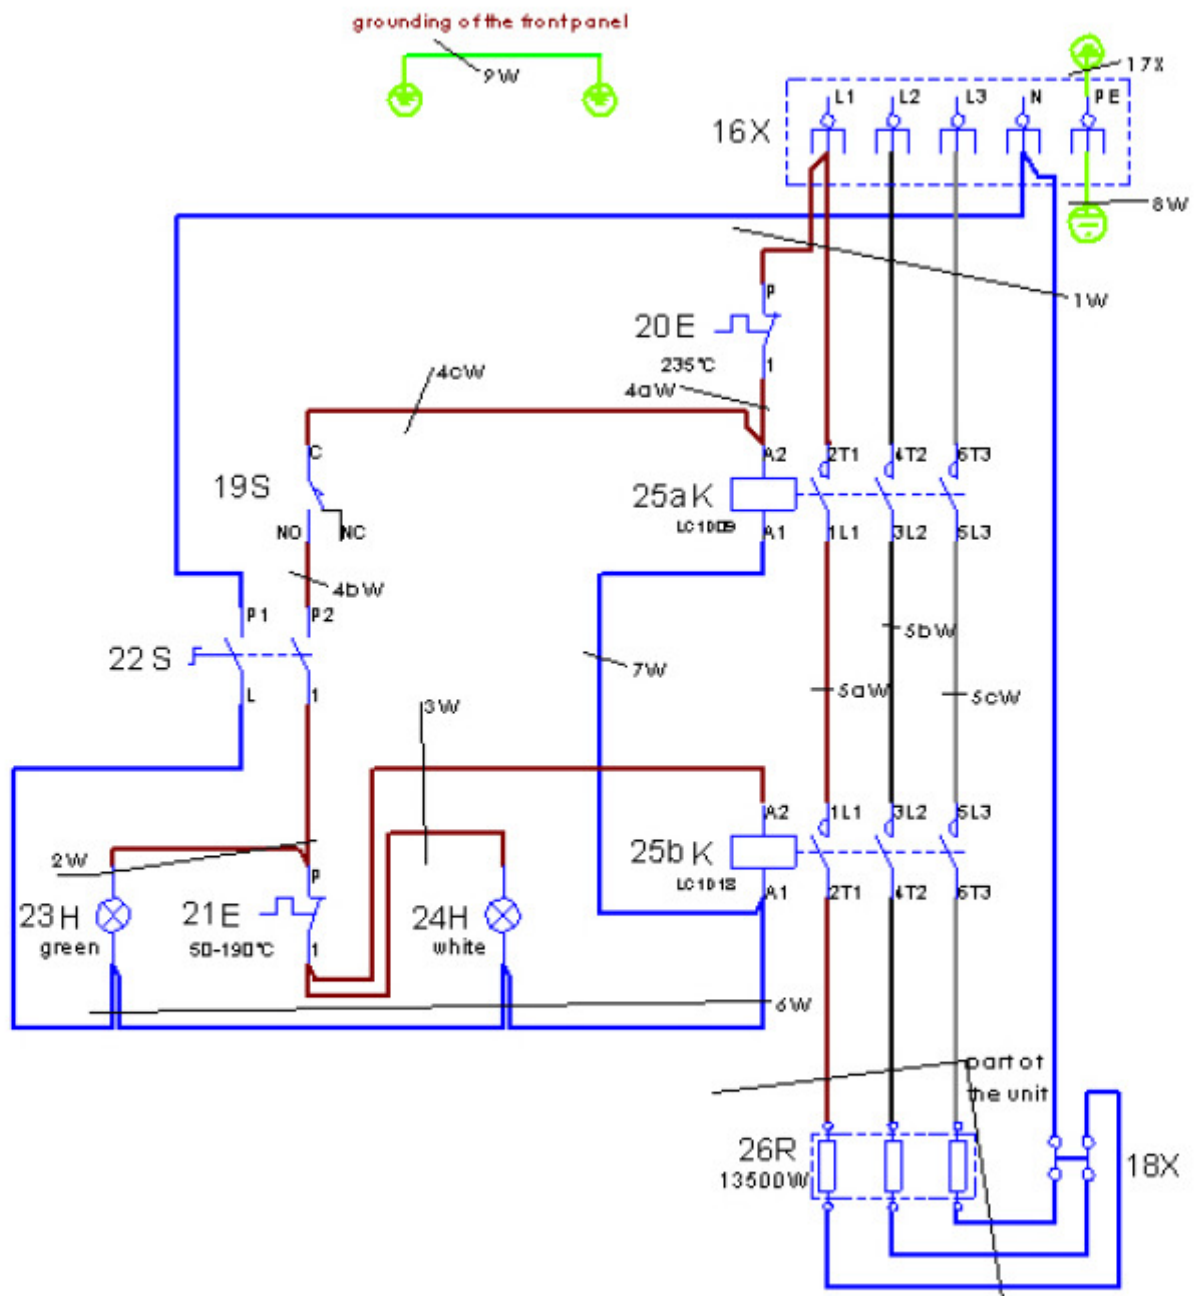 grounding of the front panel
9W
17X
L1 L2 L3 N PE
16X
8W
1W
P
20E
235°C
1
4cW
4aW
C
A2 2T1 4T2 6T3
19S
25aK
LC1D09
NO NC
A1 1L1 3L2 5L3
4bW
P1 P2
5bW
22S
7W
L 1
5aW 5cW
3W
A2 1L1 3L2 5L3
2W
25bK
P
LC1D18
A1 2T1 4T2 6T3
23H
green
21E
50-190°C
1
24H
white
6W
part of
the unit
26R
13500W
18X